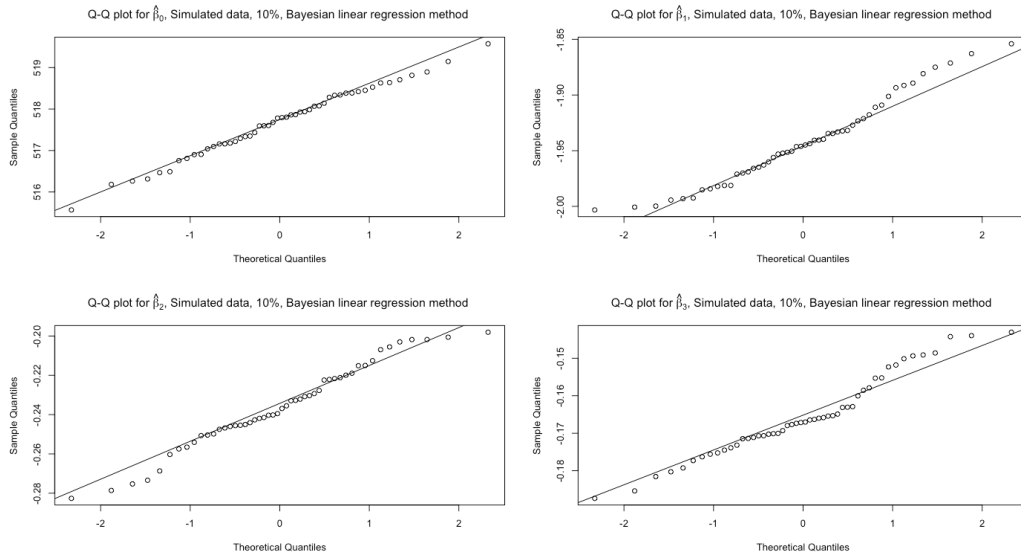 Q-Q plot for β̂₀, Simulated data, 10%, Bayesian linear regression method
Sample Quantiles
519
518
517
516
-2 -1 0 1 2
Theoretical Quantiles
Q-Q plot for β̂₁, Simulated data, 10%, Bayesian linear regression method
Sample Quantiles
-1.85
-1.90
-1.95
-2.00
-2 -1 0 1 2
Theoretical Quantiles
Q-Q plot for β̂₂, Simulated data, 10%, Bayesian linear regression method
Sample Quantiles
-0.20
-0.22
-0.24
-0.26
-0.28
-2 -1 0 1 2
Theoretical Quantiles
Q-Q plot for β̂₃, Simulated data, 10%, Bayesian linear regression method
Sample Quantiles
-0.15
-0.16
-0.17
-0.18
-2 -1 0 1 2
Theoretical Quantiles